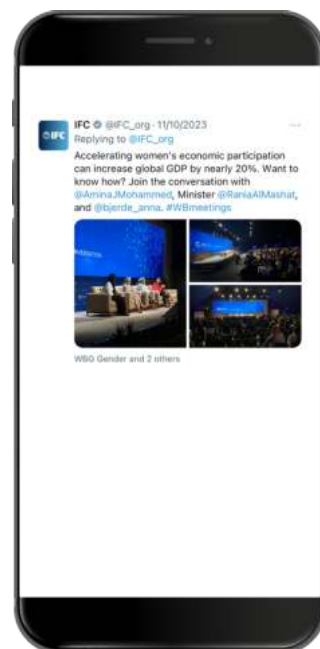 IFC @IFC_org · 11/10/2023
IFC
Replying to @IFC_org
Accelerating women's economic participation
can increase global GDP by nearly 20%. Want to
know how? Join the conversation with
@AminaJMohammed, Minister @RaniaAlMashat,
and @bjerde_anna. #WBmeetings
WBG Gender and 2 others